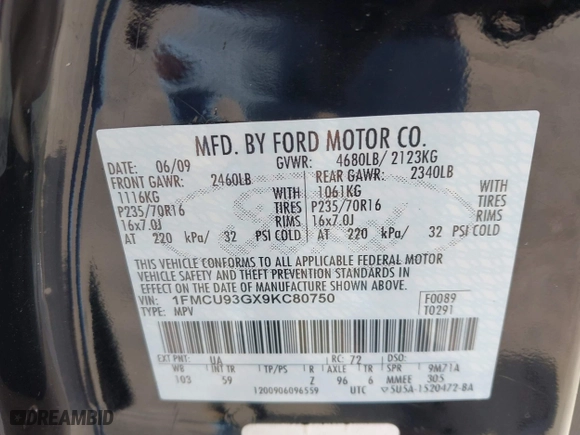 MFD. BY FORD MOTOR CO.
DATE: 06/09 GVWR: 4680LB/ 2123KG
FRONT GAWR: 2460LB REAR GAWR: 2340LB
1116KG WITH 1061KG WITH
P235/70R16 TIRES P235/70R16 TIRES
16x7.0J RIMS 16x7.0J RIMS
AT 220 kPa/ 32 PSI COLD AT 220 kPa/ 32 PSI COLD
THIS VEHICLE CONFORMS TO ALL APPLICABLE FEDERAL MOTOR
VEHICLE SAFETY AND THEFT PREVENTION STANDARDS IN
EFFECT ON THE DATE OF MANUFACTURE SHOWN ABOVE.
VIN: 1FMCU93GX9KC80750 F0089
TYPE: MPV T0291
EXT PNT: UA RC: 72 DSO:
WB INT TR TP/PS R AXLE TR SPR 9M71A
103 59 Z 96 6 MMEE 305
1200906096559 UTC 5U5A-1520472-BA
DREAMBID